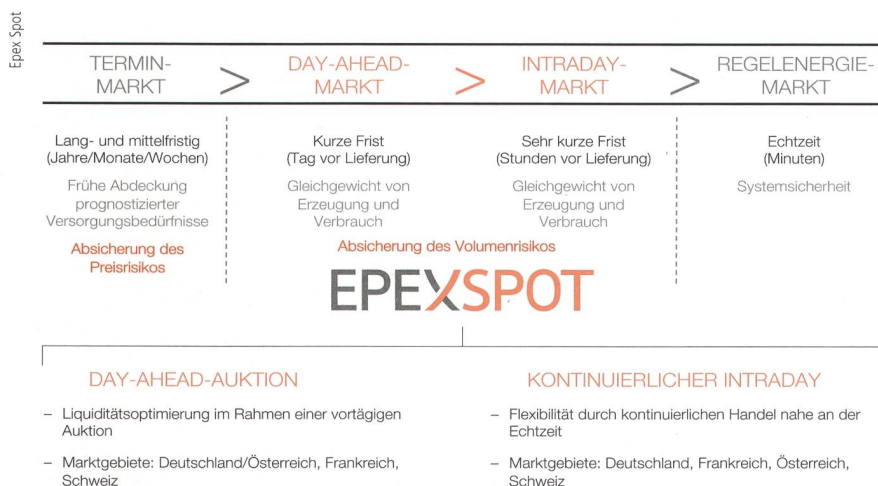 Epex Spot
TERMIN-
MARKT
>
DAY-AHEAD-
MARKT
>
INTRADAY-
MARKT
>
REGELENERGIE-
MARKT
Lang- und mittelfristig
(Jahre/Monate/Wochen)
Frühe Abdeckung
prognostizierter
Versorgungsbedürfnisse
Absicherung des
Preisrisikos
Kurze Frist
(Tag vor Lieferung)
Gleichgewicht von
Erzeugung und
Verbrauch
Sehr kurze Frist
(Stunden vor Lieferung)
Gleichgewicht von
Erzeugung und
Verbrauch
Absicherung des Volumenrisikos
Echtzeit
(Minuten)
Systemsicherheit
EPEXSPOT
DAY-AHEAD-AUKTION
– Liquiditätsoptimierung im Rahmen einer vortägigen
Auktion
– Marktgebiete: Deutschland/Österreich, Frankreich,
Schweiz
KONTINUIERLICHER INTRADAY
– Flexibilität durch kontinuierlichen Handel nahe an der
Echtzeit
– Marktgebiete: Deutschland, Frankreich, Österreich,
Schweiz